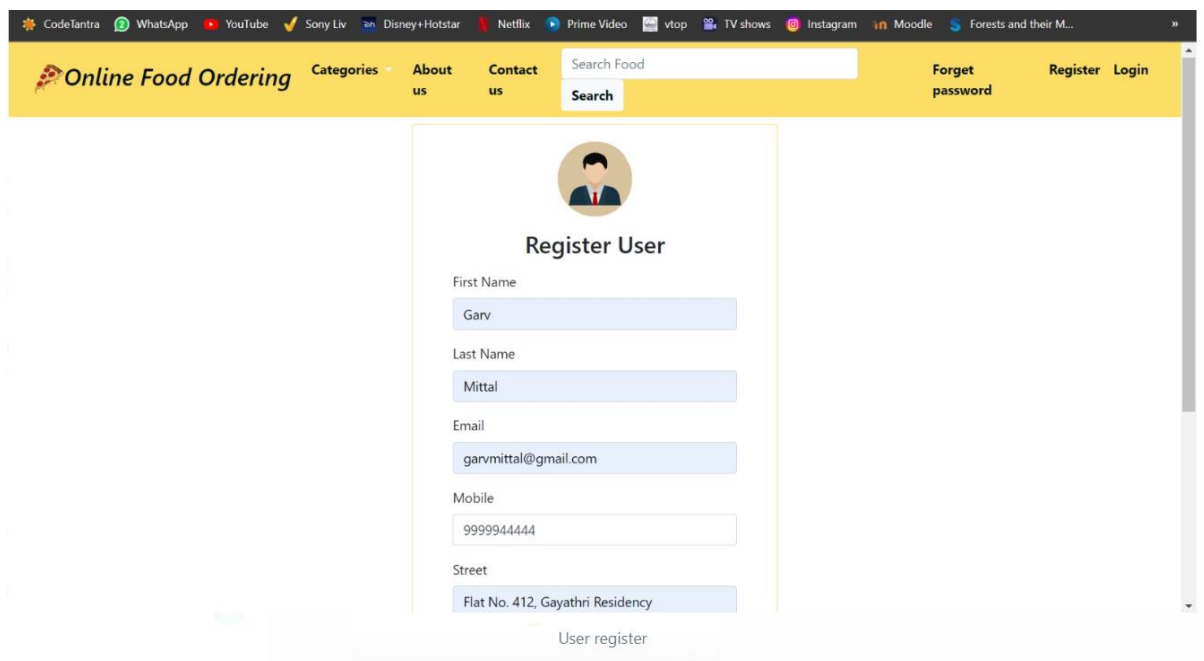 CodeTantra WhatsApp YouTube Sony Liv Disney+Hotstar Netflix Prime Video vtop TV shows Instagram Moodle Forests and their M... »
Online Food Ordering Categories About us Contact us Search Food Forget password Register Login
Search
Register User
First Name
Garv
Last Name
Mittal
Email
garvmittal@gmail.com
Mobile
9999944444
Street
Flat No. 412, Gayathri Residency
User register